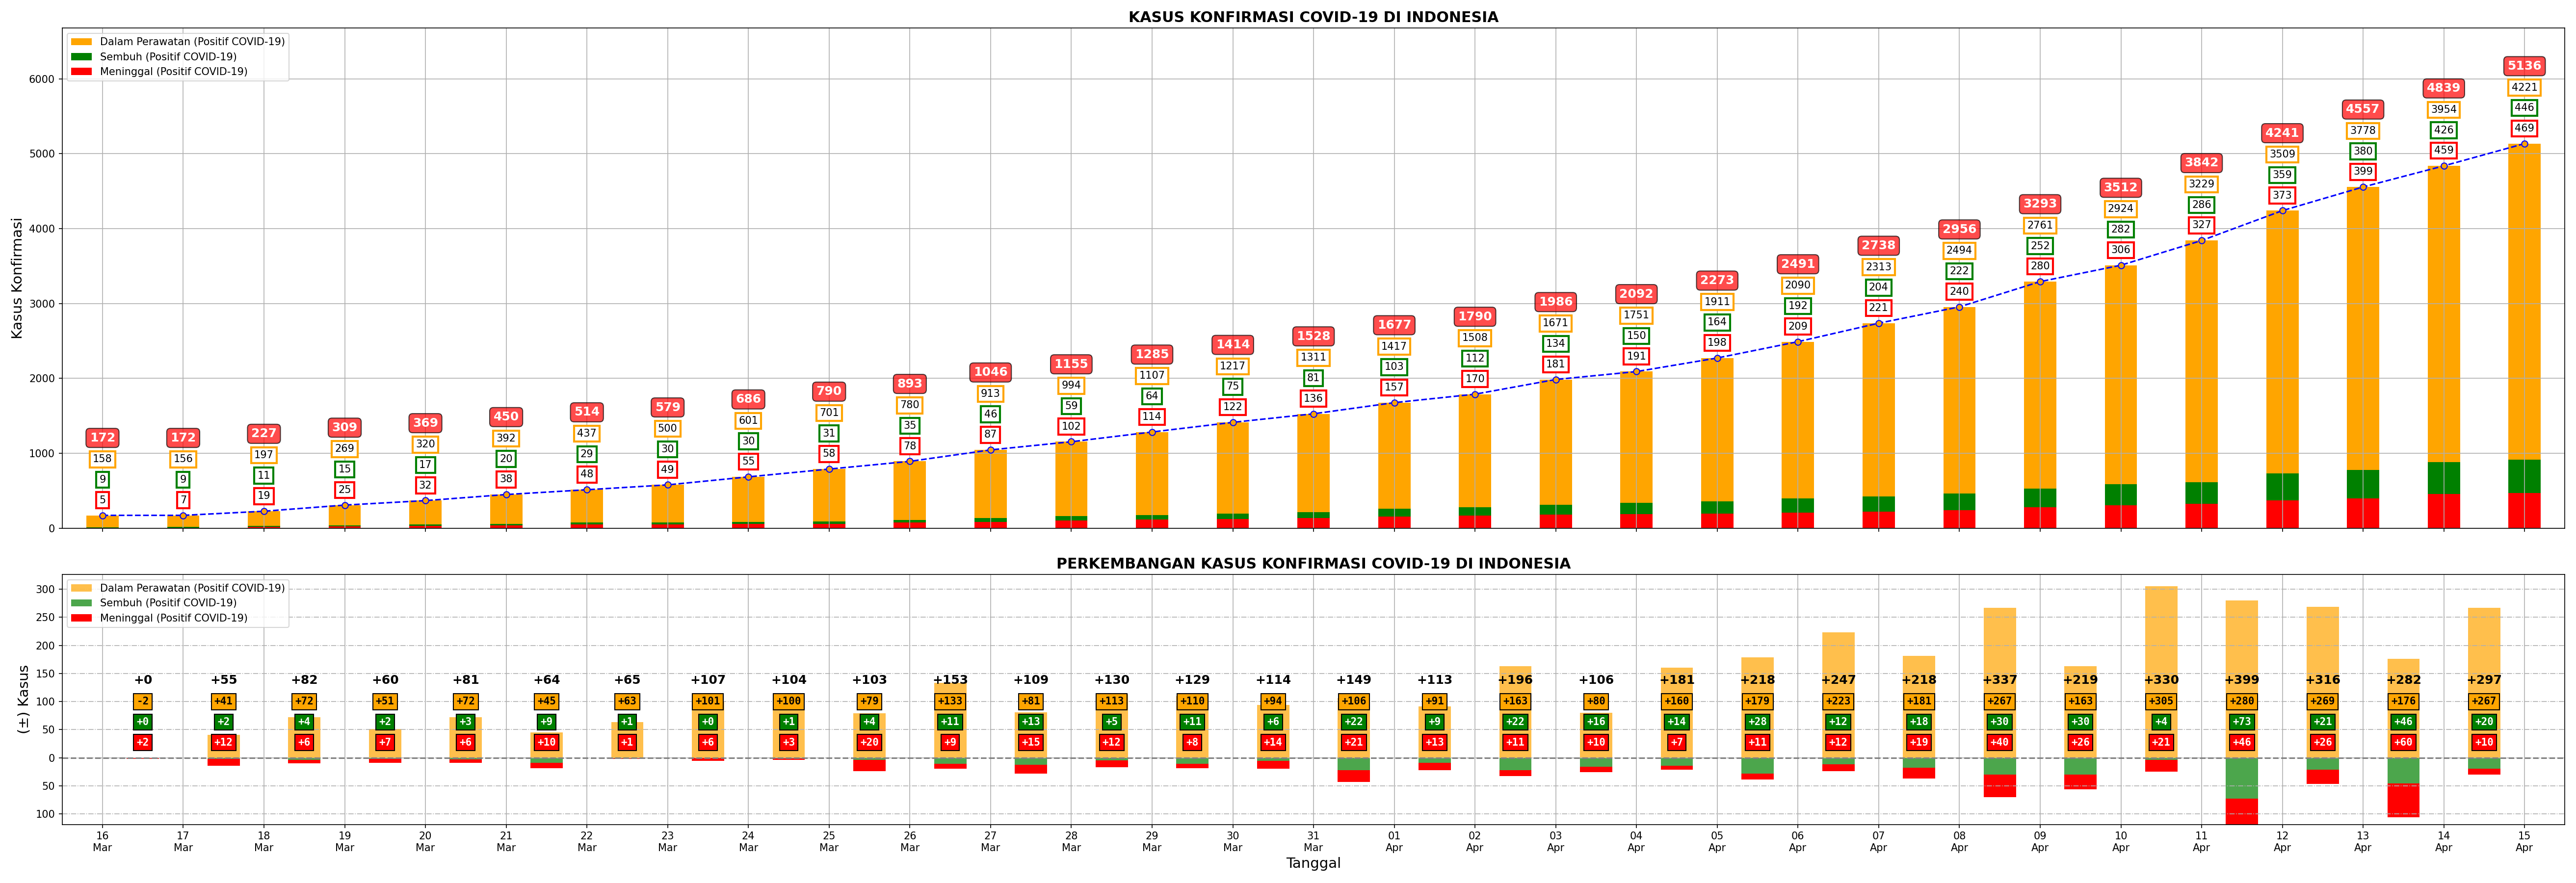 KASUS KONFIRMASI COVID-19 DI INDONESIA
Dalam Perawatan (Positif COVID-19)
Sembuh (Positif COVID-19)
Meninggal (Positif COVID-19)
Kasus Konfirmasi
6000
5000
4000
3000
2000
1000
0
172 158 9 5
172 156 9 7
227 197 11 19
309 269 15 25
369 320 17 32
450 392 20 38
514 437 29 48
579 500 30 49
686 601 30 55
790 701 31 58
893 780 35 78
1046 913 46 87
1155 994 59 102
1285 1107 64 114
1414 1217 75 122
1528 1311 81 136
1677 1417 103 157
1790 1508 112 170
1986 1671 134 181
2092 1751 150 191
2273 1911 164 198
2491 2090 192 209
2738 2313 204 221
2956 2494 222 240
3293 2761 252 280
3512 2924 282 306
3842 3229 286 327
4241 3509 359 373
4557 3778 380 399
4839 3954 426 459
5136 4221 446 469
PERKEMBANGAN KASUS KONFIRMASI COVID-19 DI INDONESIA
Dalam Perawatan (Positif COVID-19)
Sembuh (Positif COVID-19)
Meninggal (Positif COVID-19)
(±) Kasus
300
250
200
150
100
50
0
50
100
+0 -2 +0 +2
+55 +41 +2 +12
+82 +72 +4 +6
+60 +51 +2 +7
+81 +72 +3 +6
+64 +45 +9 +10
+65 +63 +1 +1
+107 +101 +0 +6
+104 +100 +1 +3
+103 +79 +4 +20
+153 +133 +11 +9
+109 +81 +13 +15
+130 +113 +5 +12
+129 +110 +11 +8
+114 +94 +6 +14
+149 +106 +22 +21
+113 +91 +9 +13
+196 +163 +22 +11
+106 +80 +16 +10
+181 +160 +14 +7
+218 +179 +28 +11
+247 +223 +12 +12
+218 +181 +18 +19
+337 +267 +30 +40
+219 +163 +30 +26
+330 +305 +4 +21
+399 +280 +73 +46
+316 +269 +21 +26
+282 +176 +46 +60
+297 +267 +20 +10
16 17 18 19 20 21 22 23 24 25 26 27 28 29 30 31 01 02 03 04 05 06 07 08 09 10 11 12 13 14 15
Mar Mar Mar Mar Mar Mar Mar Mar Mar Mar Mar Mar Mar Mar Mar Mar Apr Apr Apr Apr Apr Apr Apr Apr Apr Apr Apr Apr Apr Apr Apr
Tanggal